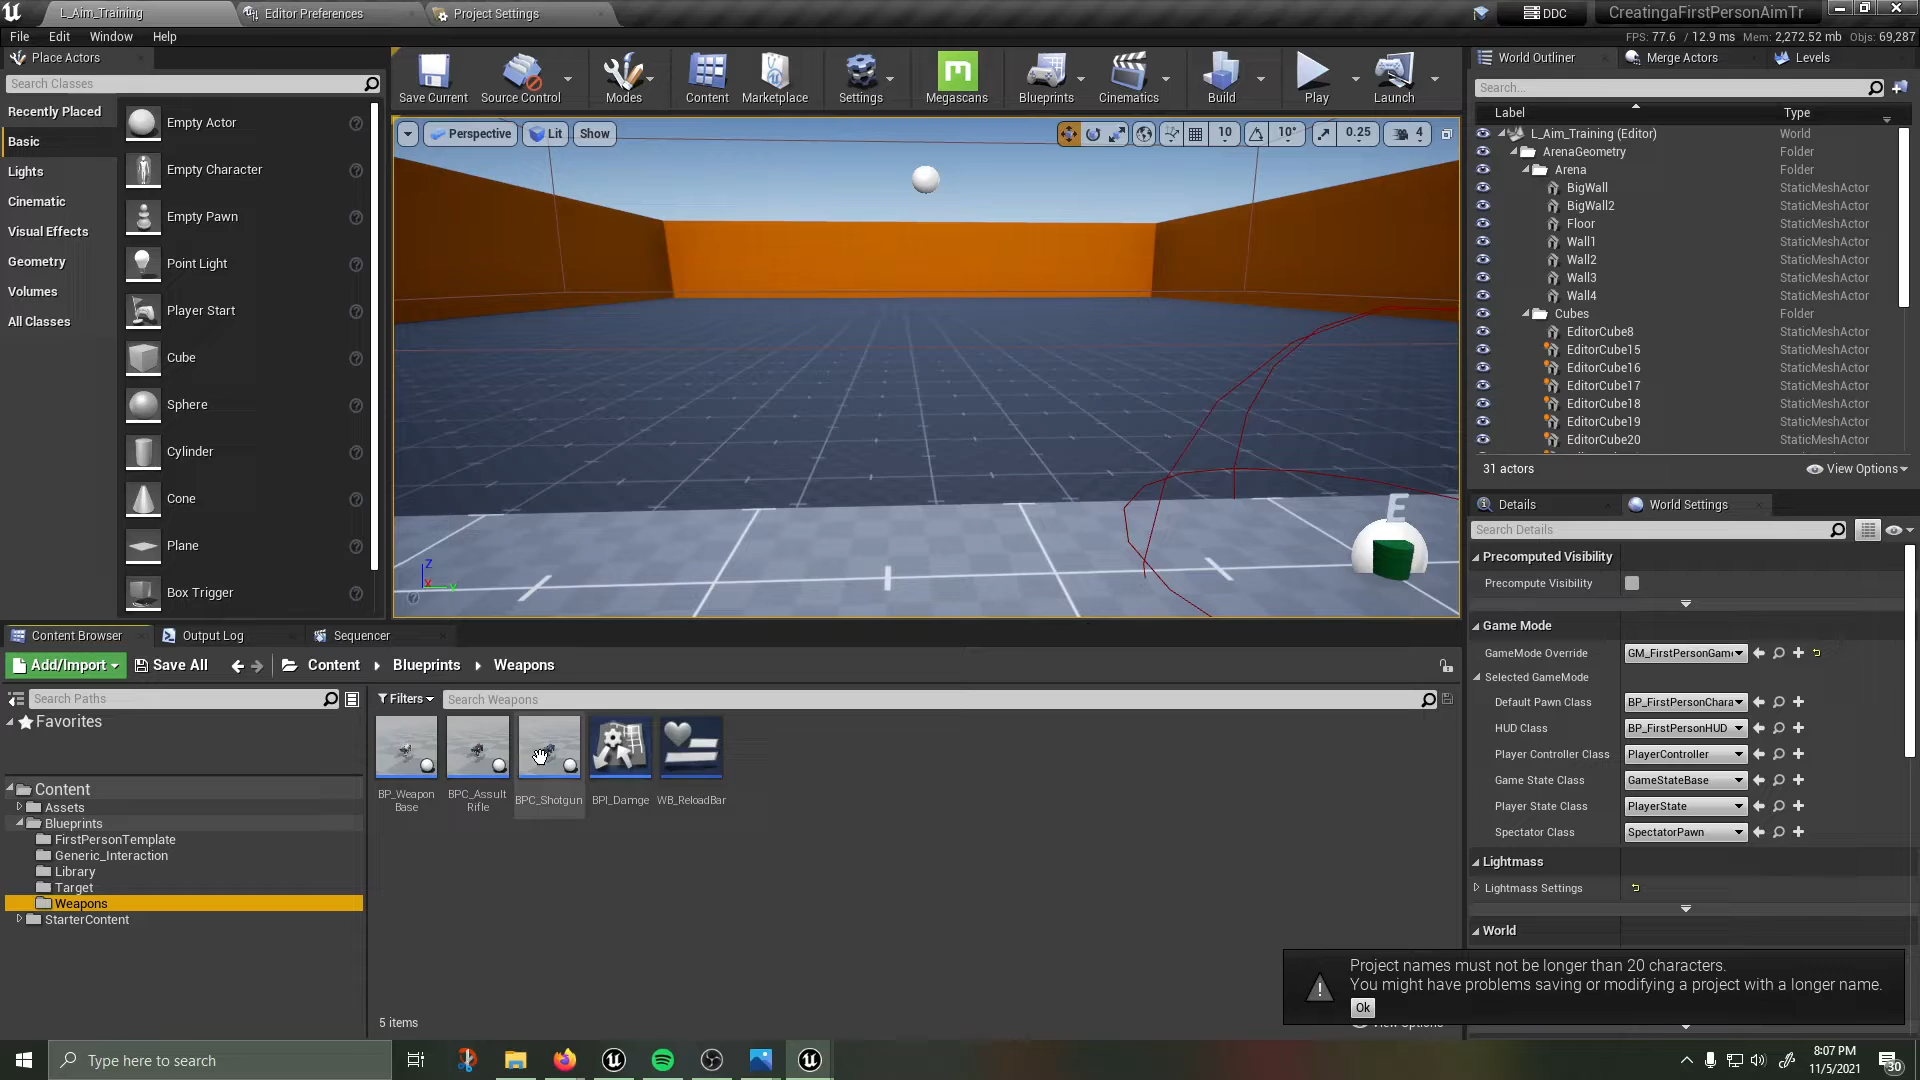 L_Aim_Training
Editor Preferences
Project Settings
DDC
CreatingaFirstPersonAimTr
File
Edit
Window
Help
FPS: 77.6 / 12.9 ms Mem: 2,272.52 mb Objs: 69,287
Place Actors
Search Classes
Recently Placed
Basic
Lights
Cinematic
Visual Effects
Geometry
Volumes
All Classes
Empty Actor
Empty Character
Empty Pawn
Point Light
Player Start
Cube
Sphere
Cylinder
Cone
Plane
Box Trigger
Save Current
Source Control
Modes
Content
Marketplace
Settings
Megascans
Blueprints
Cinematics
Build
Play
Launch
Perspective
Lit
Show
10
10°
0.25
4
E
Z
X
Y
World Outliner
Merge Actors
Levels
Search...
Label
Type
L_Aim_Training (Editor) World
ArenaGeometry Folder
Arena Folder
BigWall StaticMeshActor
BigWall2 StaticMeshActor
Floor StaticMeshActor
Wall1 StaticMeshActor
Wall2 StaticMeshActor
Wall3 StaticMeshActor
Wall4 StaticMeshActor
Cubes Folder
EditorCube8 StaticMeshActor
EditorCube15 StaticMeshActor
EditorCube16 StaticMeshActor
EditorCube17 StaticMeshActor
EditorCube18 StaticMeshActor
EditorCube19 StaticMeshActor
EditorCube20 StaticMeshActor
31 actors
View Options
Details
World Settings
Search Details
Precomputed Visibility
Precompute Visibility
Game Mode
GameMode Override GM_FirstPersonGam
Selected GameMode
Default Pawn Class BP_FirstPersonChara
HUD Class BP_FirstPersonHUD
Player Controller Class PlayerController
Game State Class GameStateBase
Player State Class PlayerState
Spectator Class SpectatorPawn
Lightmass
Lightmass Settings
World
Content Browser
Output Log
Sequencer
Add/Import
Save All
Content
Blueprints
Weapons
Search Paths
Filters
Search Weapons
Favorites
Content
Assets
Blueprints
FirstPersonTemplate
Generic_Interaction
Library
Target
Weapons
StarterContent
BP_Weapon
Base
BPC_Assult
Rifle
BPC_Shotgun
BPI_Damge
WB_ReloadBar
5 items
Project names must not be longer than 20 characters.
You might have problems saving or modifying a project with a longer name.
Ok
View Options
Type here to search
8:07 PM
11/5/2021
30